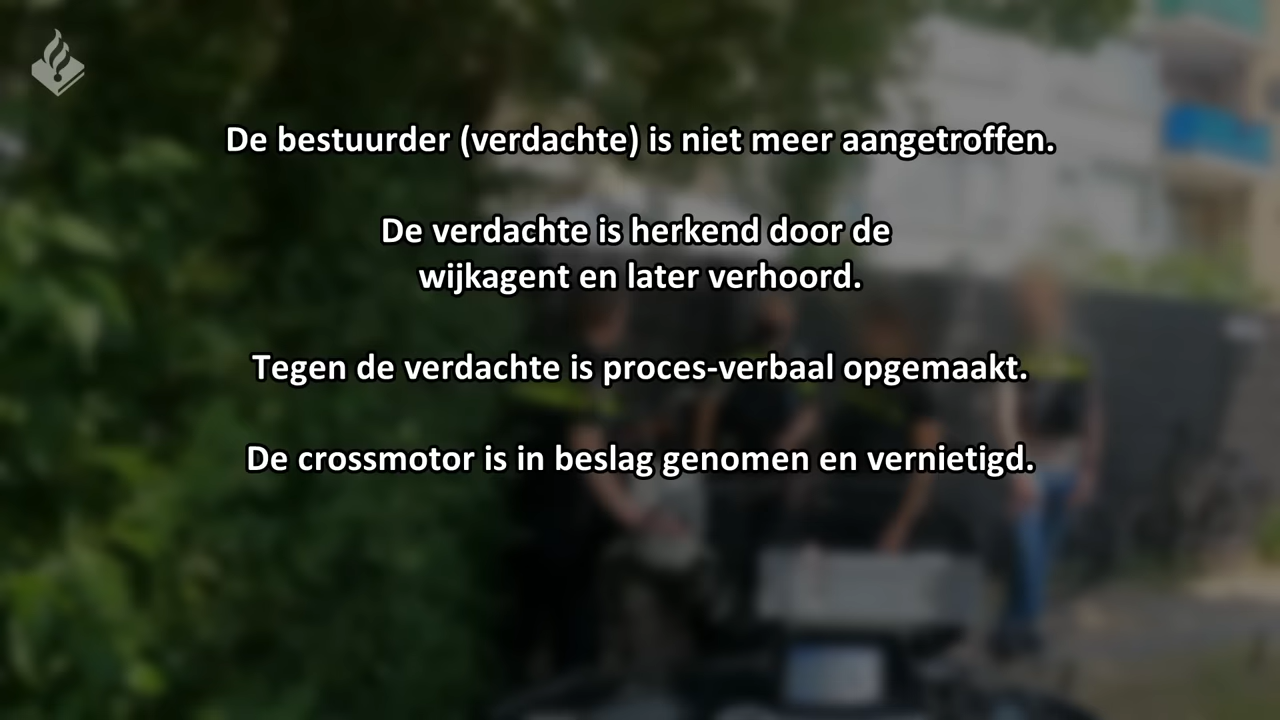 De bestuurder (verdachte) is niet meer aangetroffen.
De verdachte is herkend door de
wijkagent en later verhoord.
Tegen de verdachte is proces-verbaal opgemaakt.
De crossmotor is in beslag genomen en vernietigd.